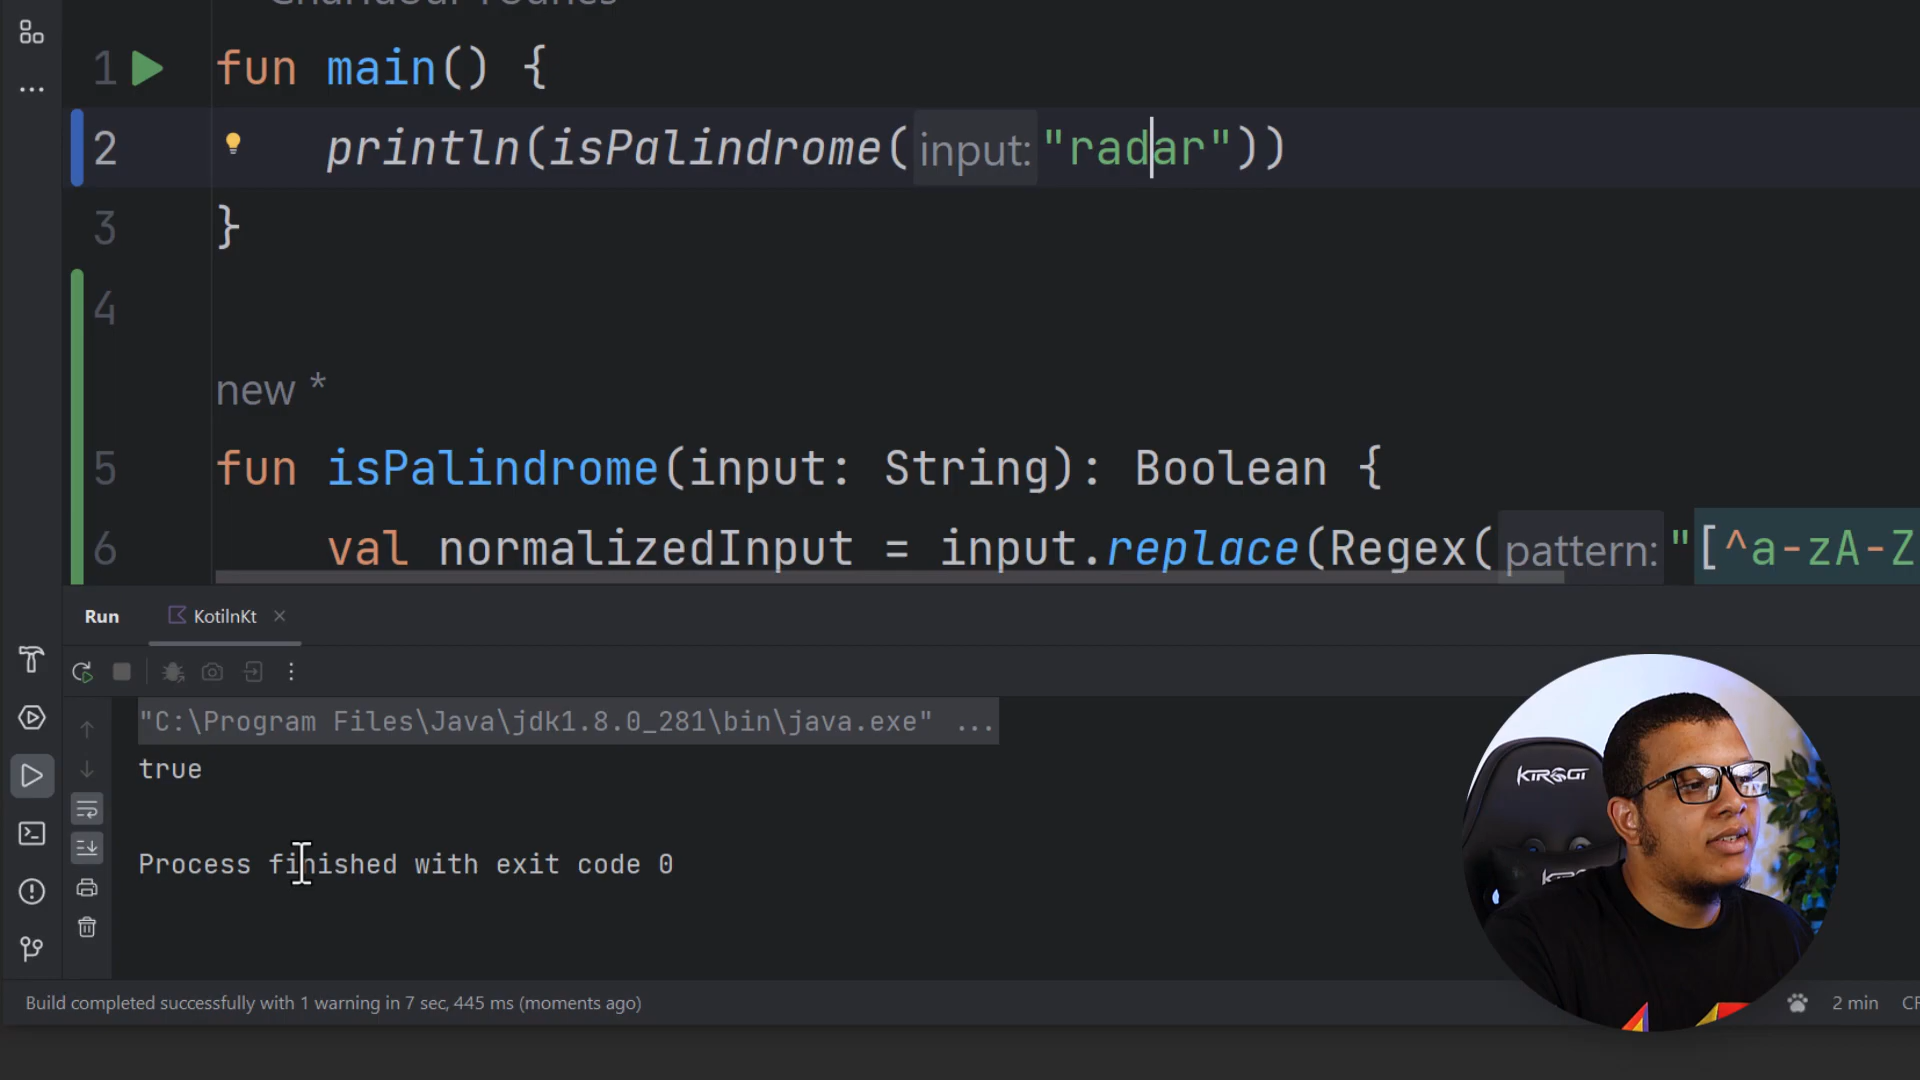 1 fun main() {
2 println(isPalindrome(input: "radar"))
3 }
4
new *
5 fun isPalindrome(input: String): Boolean {
6 val normalizedInput = input.replace(Regex(pattern: "[^a-zA-Z
Run KotilnKt
"C:\Program Files\Java\jdk1.8.0_281\bin\java.exe" ...
true
Process finished with exit code 0
KIROGI
Build completed successfully with 1 warning in 7 sec, 445 ms (moments ago)
2 min